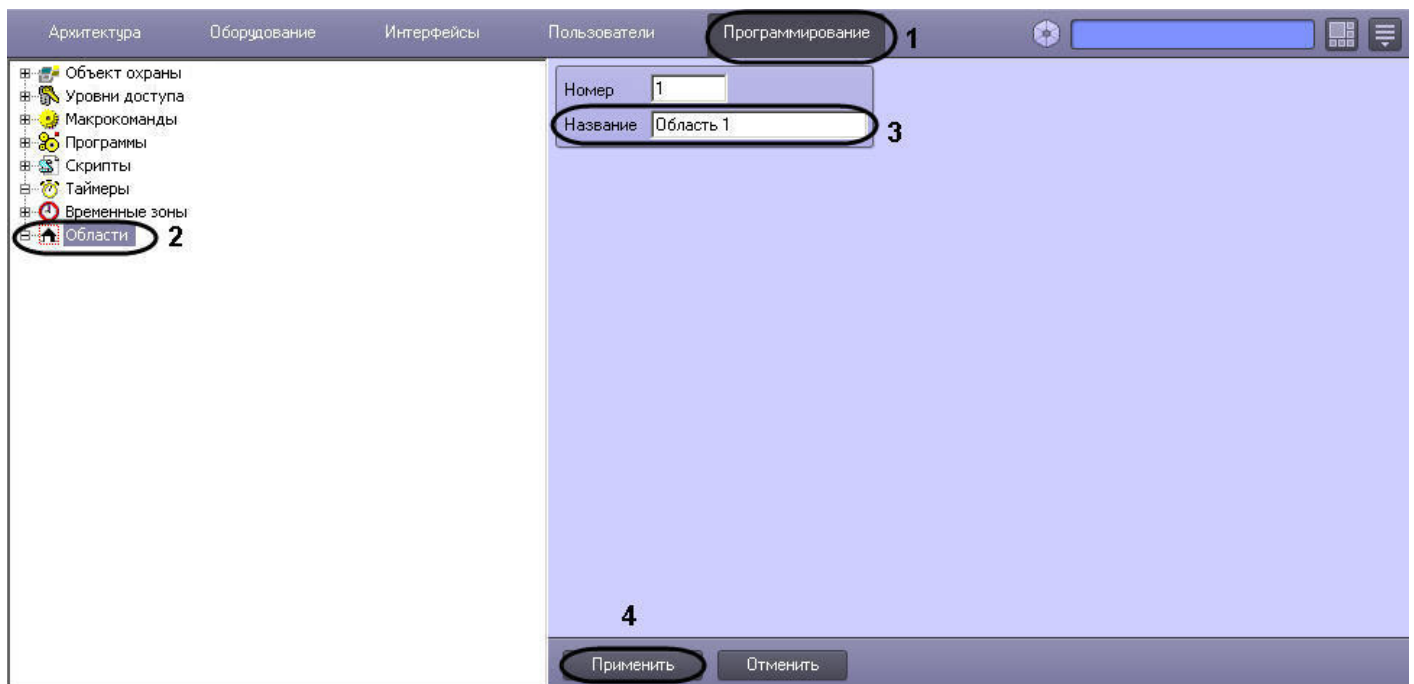 Архитектура Оборудование Интерфейсы Пользователи Программирование 1
Объект охраны
Уровни доступа
Макрокоманды
Программы
Скрипты
Таймеры
Временные зоны
Области 2
Номер 1
Название Область 1 3
4
Применить Отменить